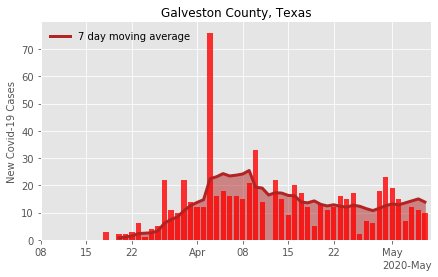 Galveston County, Texas
7 day moving average
New Covid-19 Cases
70
60
50
40
30
20
10
0
08 15 22 Apr 08 15 22 May
2020-May